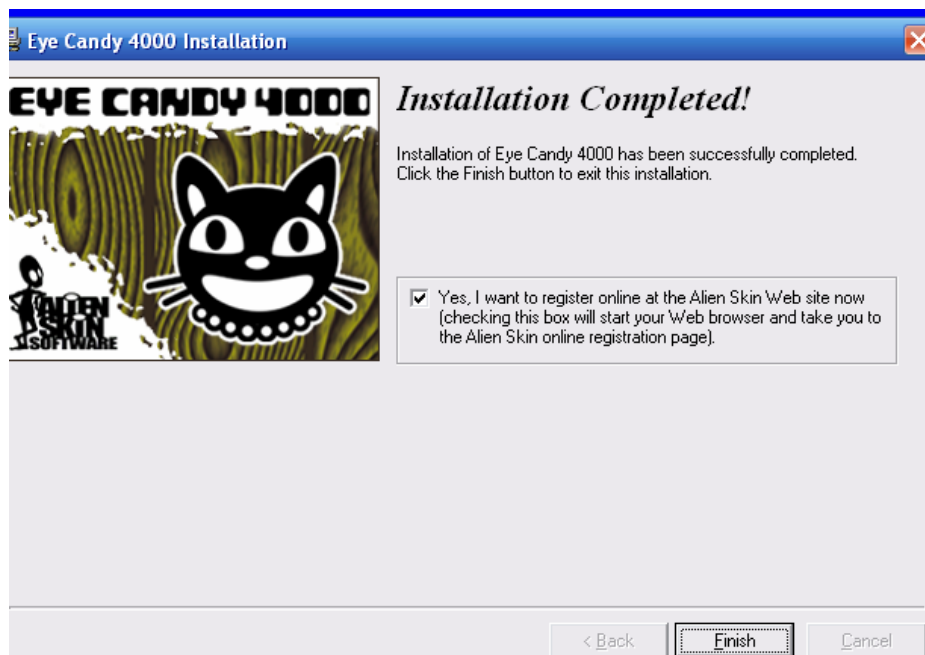 Eye Candy 4000 Installation
EYE CANDY 4000
ALIEN
SKIN
SOFTWARE
Installation Completed!
Installation of Eye Candy 4000 has been successfully completed.
Click the Finish button to exit this installation.
Yes, I want to register online at the Alien Skin Web site now
(checking this box will start your Web browser and take you to
the Alien Skin online registration page).
< Back
Finish
Cancel